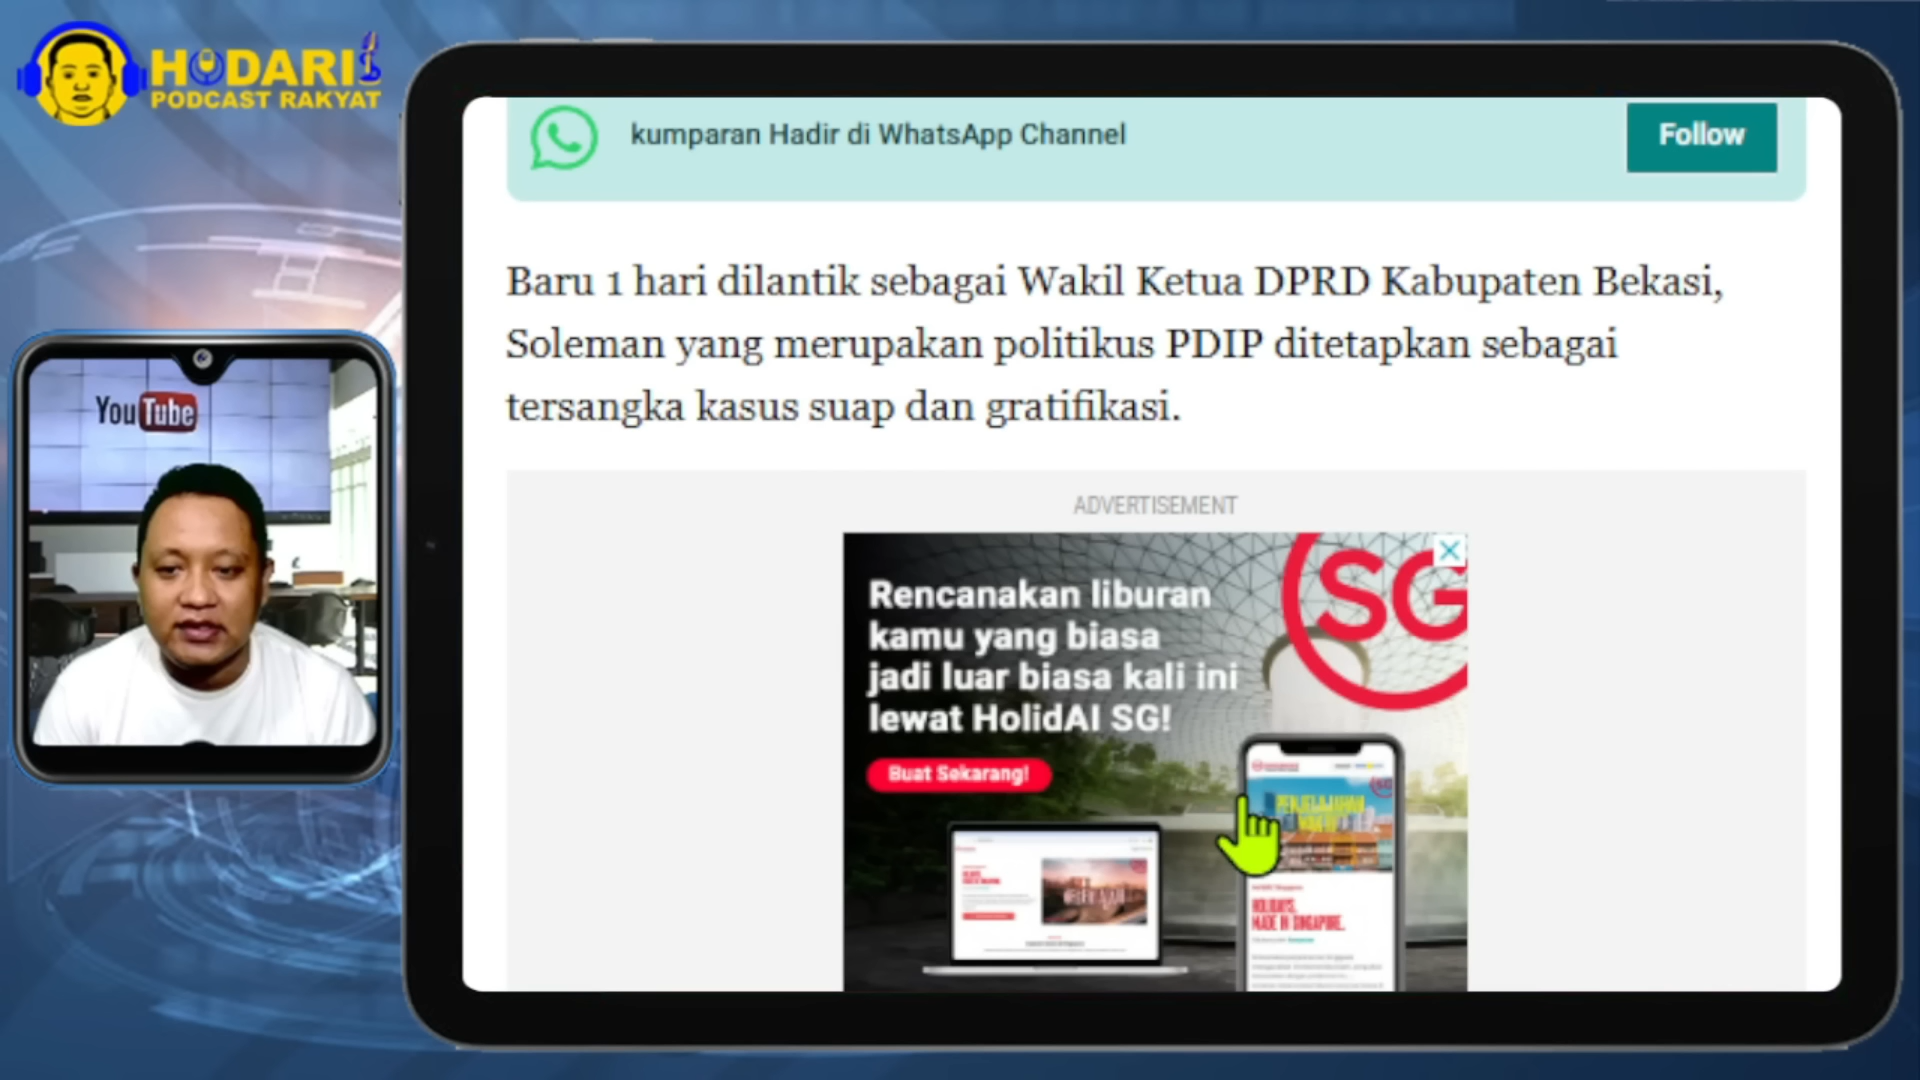 HODARI
PODCAST RAKYAT
kumparan Hadir di WhatsApp Channel
Follow
Baru 1 hari dilantik sebagai Wakil Ketua DPRD Kabupaten Bekasi,
Soleman yang merupakan politikus PDIP ditetapkan sebagai
tersangka kasus suap dan gratifikasi.
YouTube
ADVERTISEMENT
SG
Rencanakan liburan
kamu yang biasa
jadi luar biasa kali ini
lewat HolidAI SG!
Buat Sekarang!
HOLIDAYS.
MADE IN SINGAPORE.